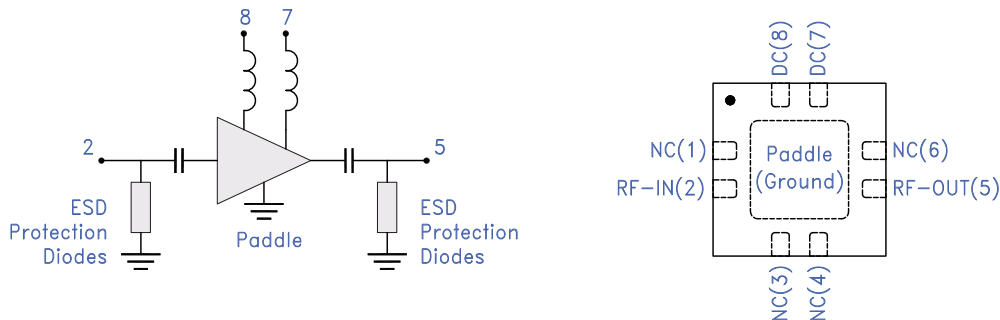 8
7
2
5
ESD
Protection
Diodes
Paddle
ESD
Protection
Diodes
DC(8)
DC(7)
NC(1)
RF-IN(2)
Paddle
(Ground)
NC(6)
RF-OUT(5)
NC(3)
NC(4)